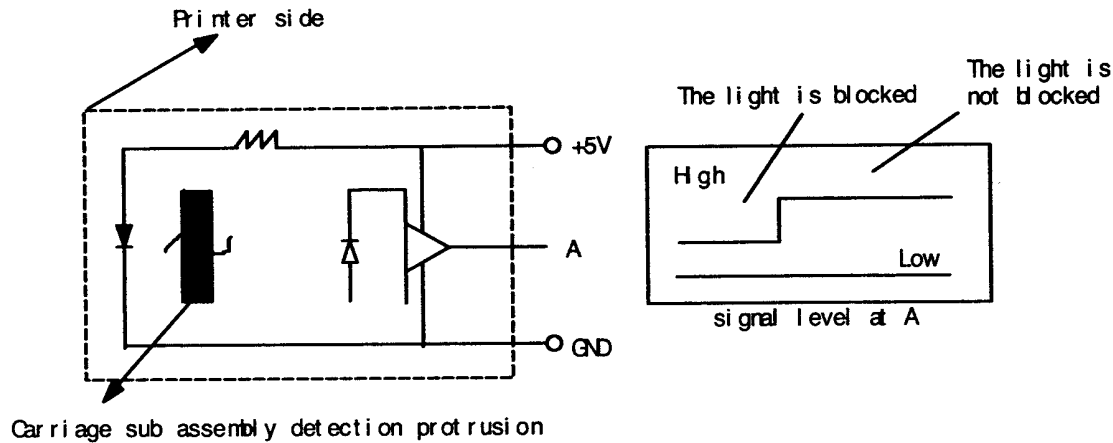 Printer side
The light is
not blocked
The light is blocked
+5V
High
A
Low
GND
signal level at A
Carriage sub assembly detection protrusion